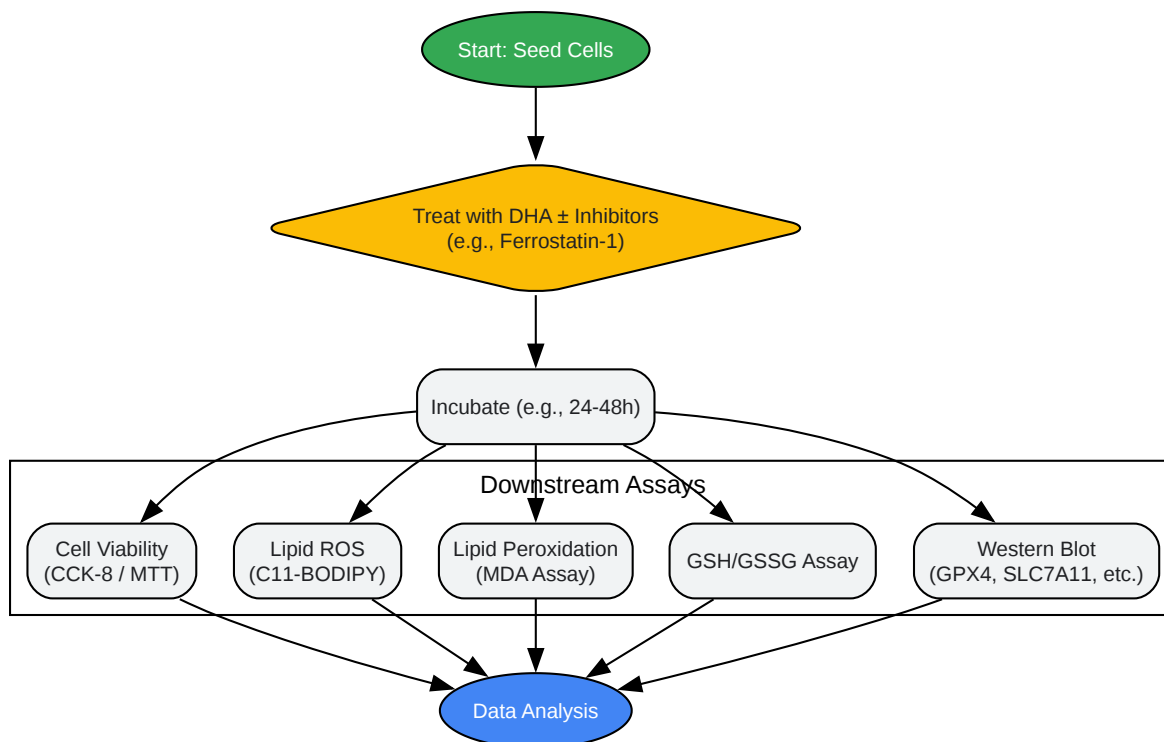 Start: Seed Cells
Treat with DHA ± Inhibitors
(e.g., Ferrostatin-1)
Incubate (e.g., 24-48h)
Downstream Assays
Cell Viability
(CCK-8 / MTT)
Lipid ROS
(C11-BODIPY)
Lipid Peroxidation
(MDA Assay)
GSH/GSSG Assay
Western Blot
(GPX4, SLC7A11, etc.)
Data Analysis